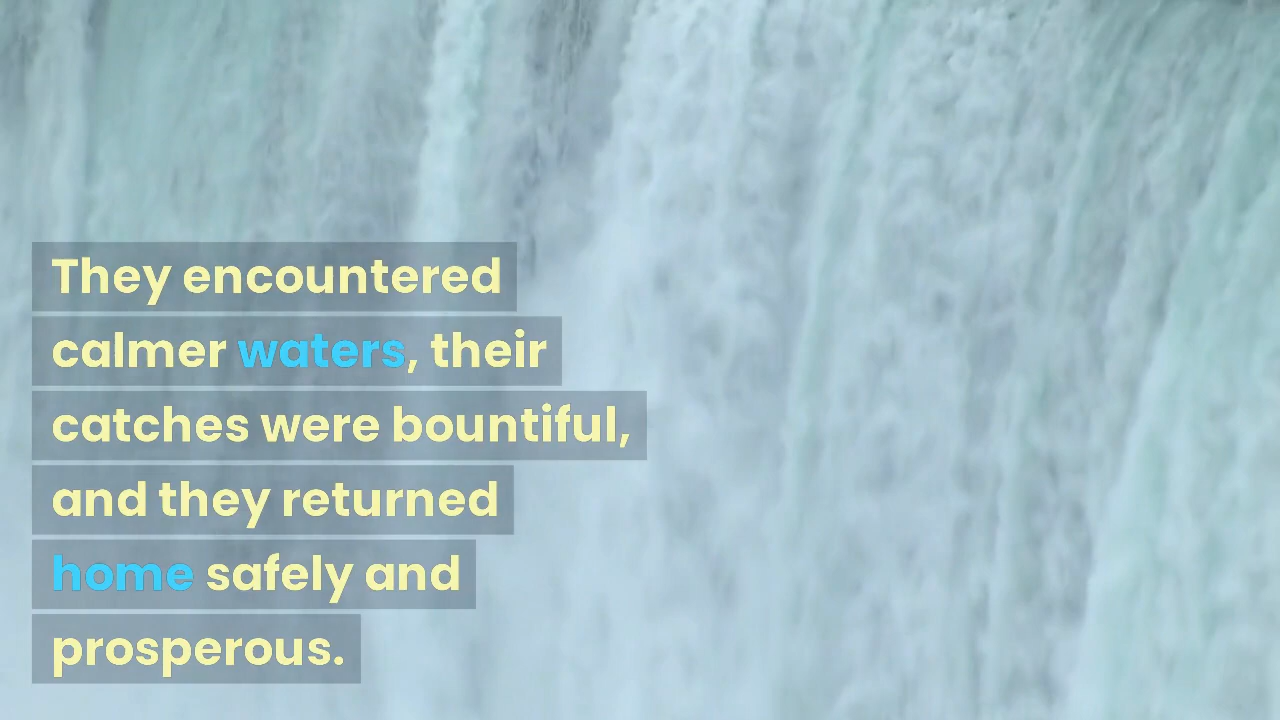 They encountered
calmer waters, their
catches were bountiful,
and they returned
home safely and
prosperous.